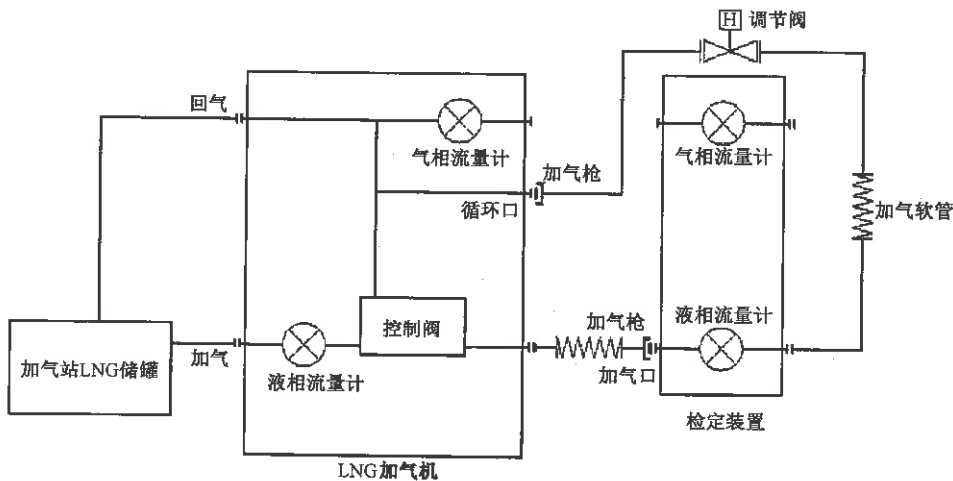 H 调节阀
回气
气相流量计
加气枪
循环口
气相流量计
加气软管
加气站LNG储罐
加气
液相流量计
控制阀
加气枪
加气口
液相流量计
检定装置
LNG加气机